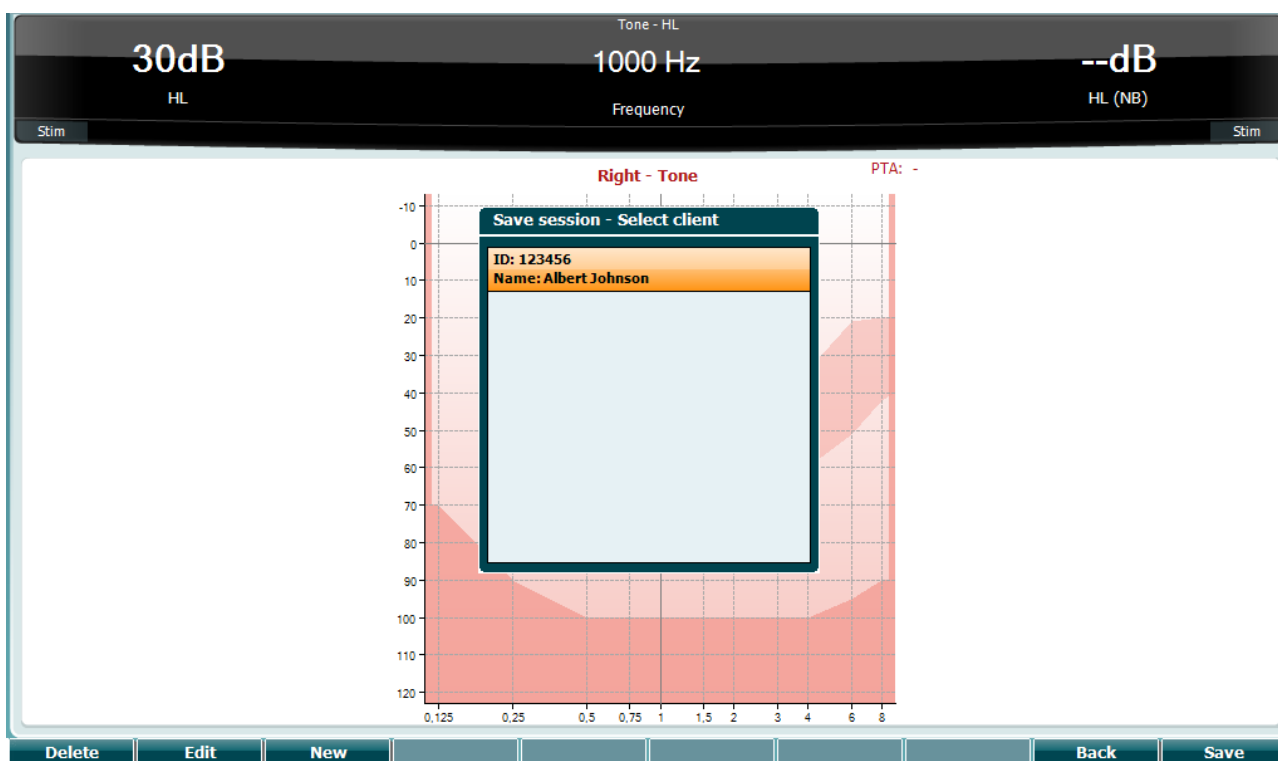 Tone - HL
30dB
1000 Hz
--dB
HL
Frequency
HL (NB)
Stim
Stim
Right - Tone
PTA: -
Save session - Select client
ID: 123456
Name: Albert Johnson
-10
0
10
20
30
40
50
60
70
80
90
100
110
120
0,125 0,25 0,5 0,75 1 1,5 2 3 4 6 8
Delete Edit New Back Save